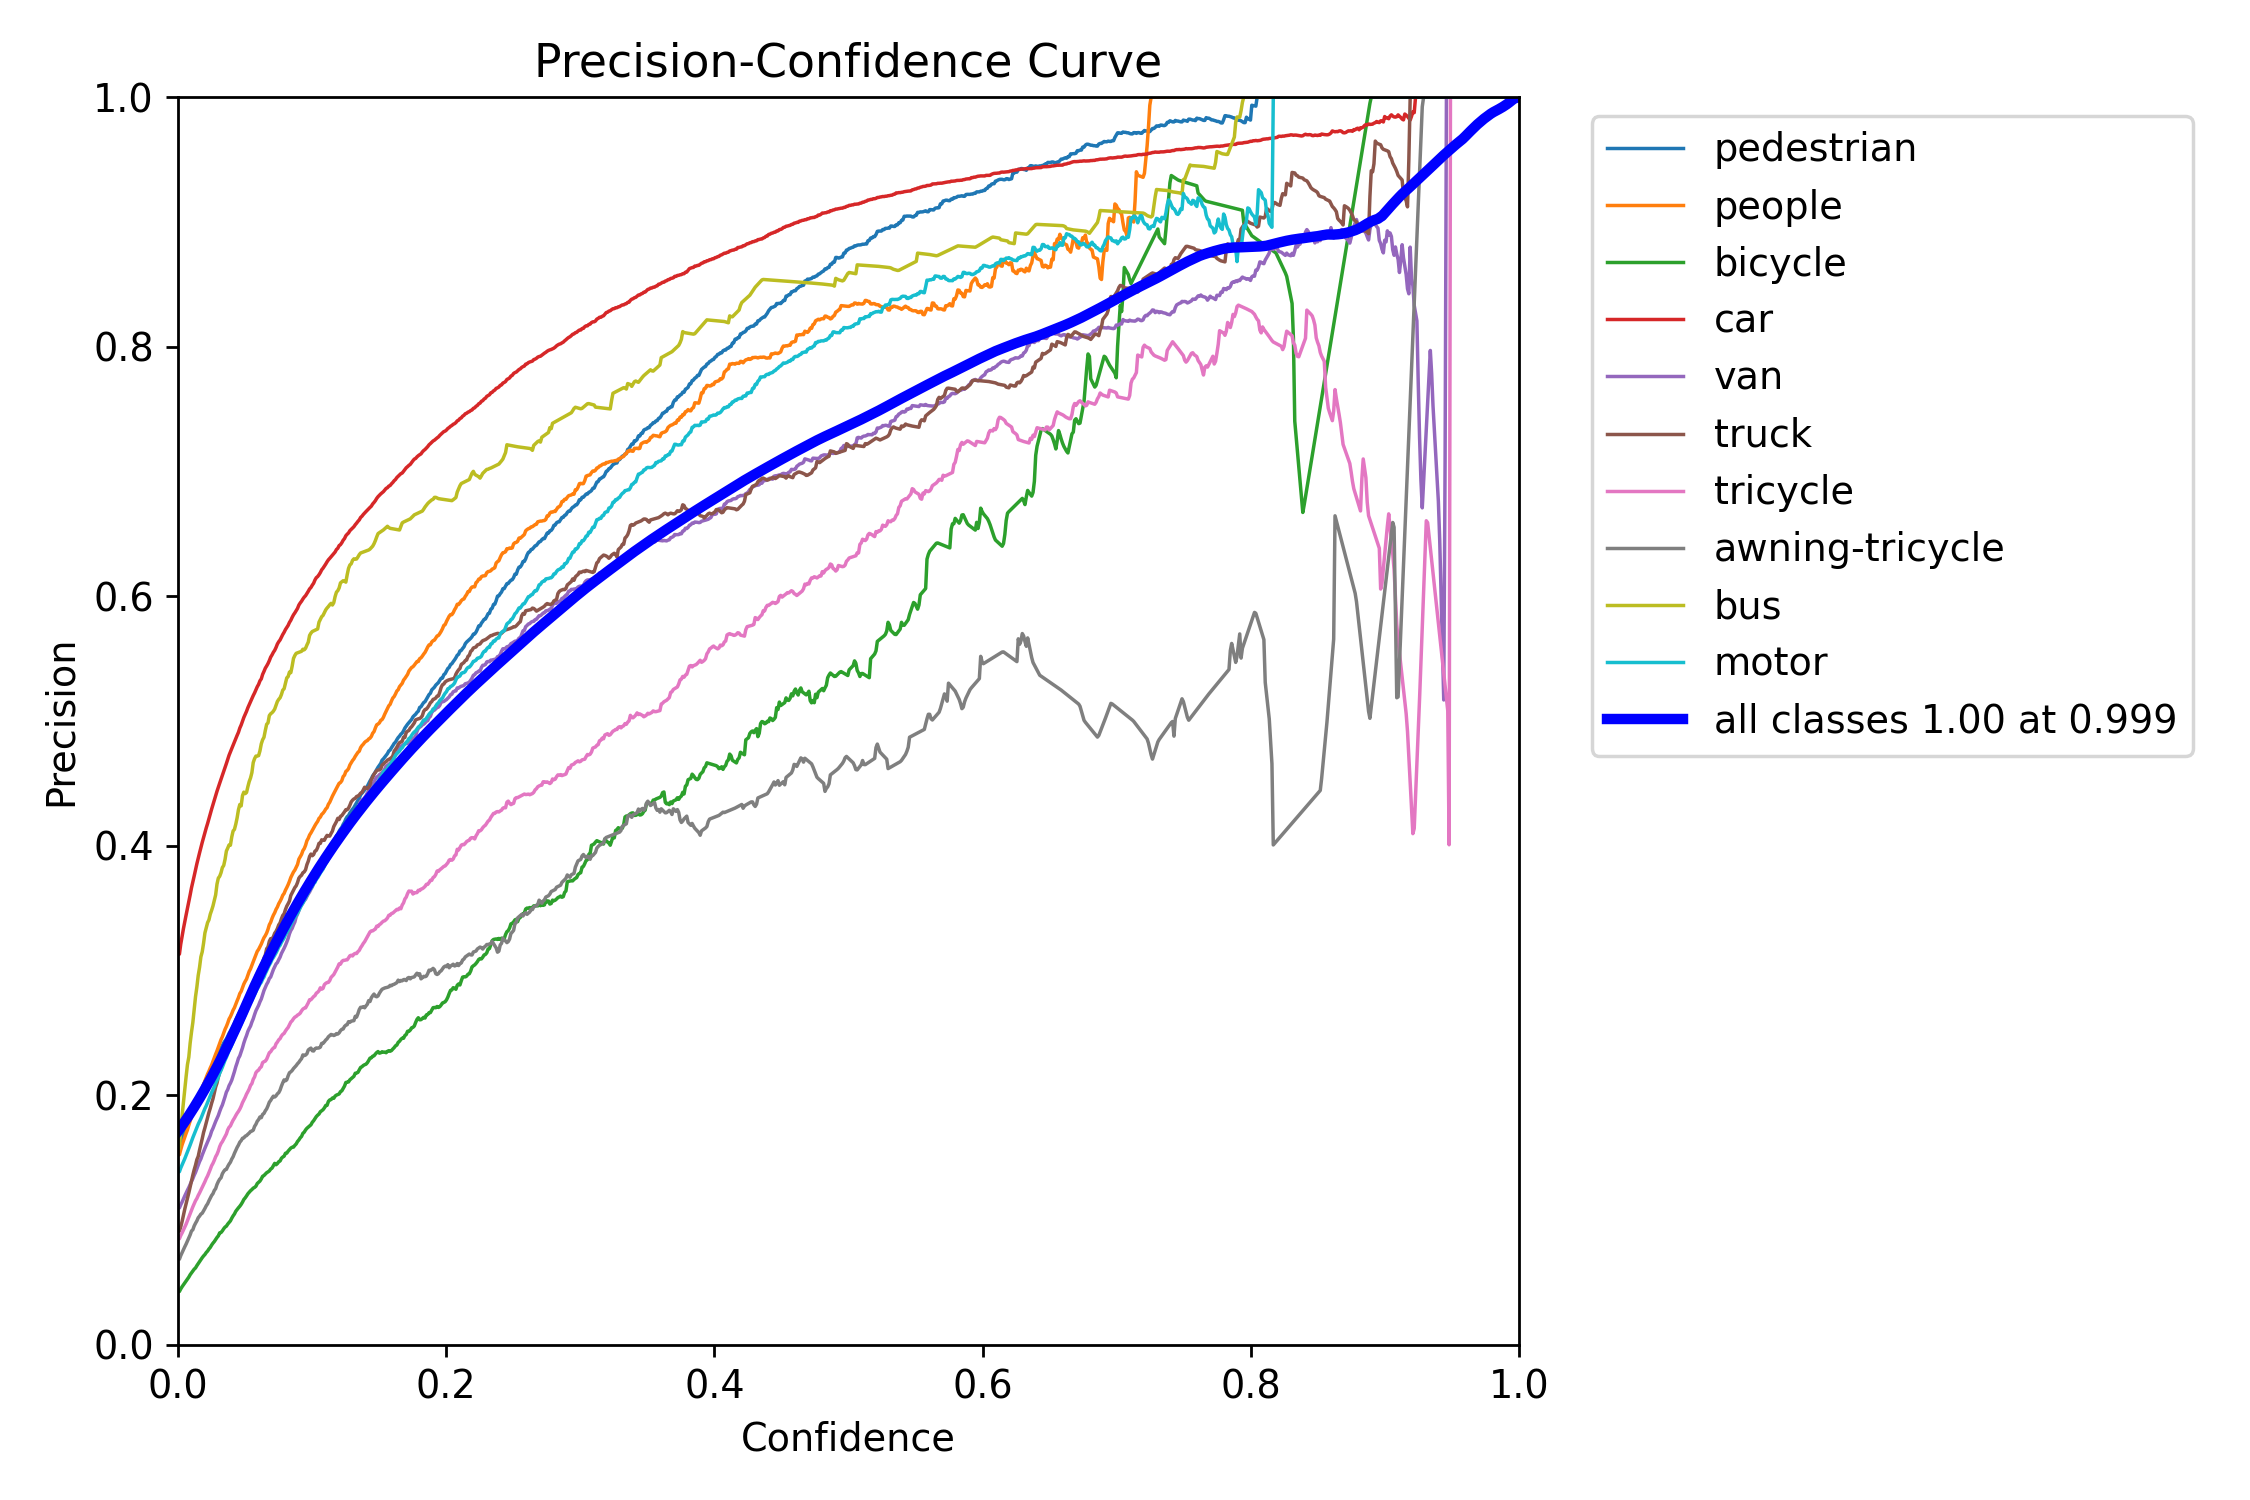 Precision-Confidence Curve
1.0
0.8
0.6
0.4
0.2
0.0
Precision
0.0 0.2 0.4 0.6 0.8 1.0
Confidence
pedestrian
people
bicycle
car
van
truck
tricycle
awning-tricycle
bus
motor
all classes 1.00 at 0.999